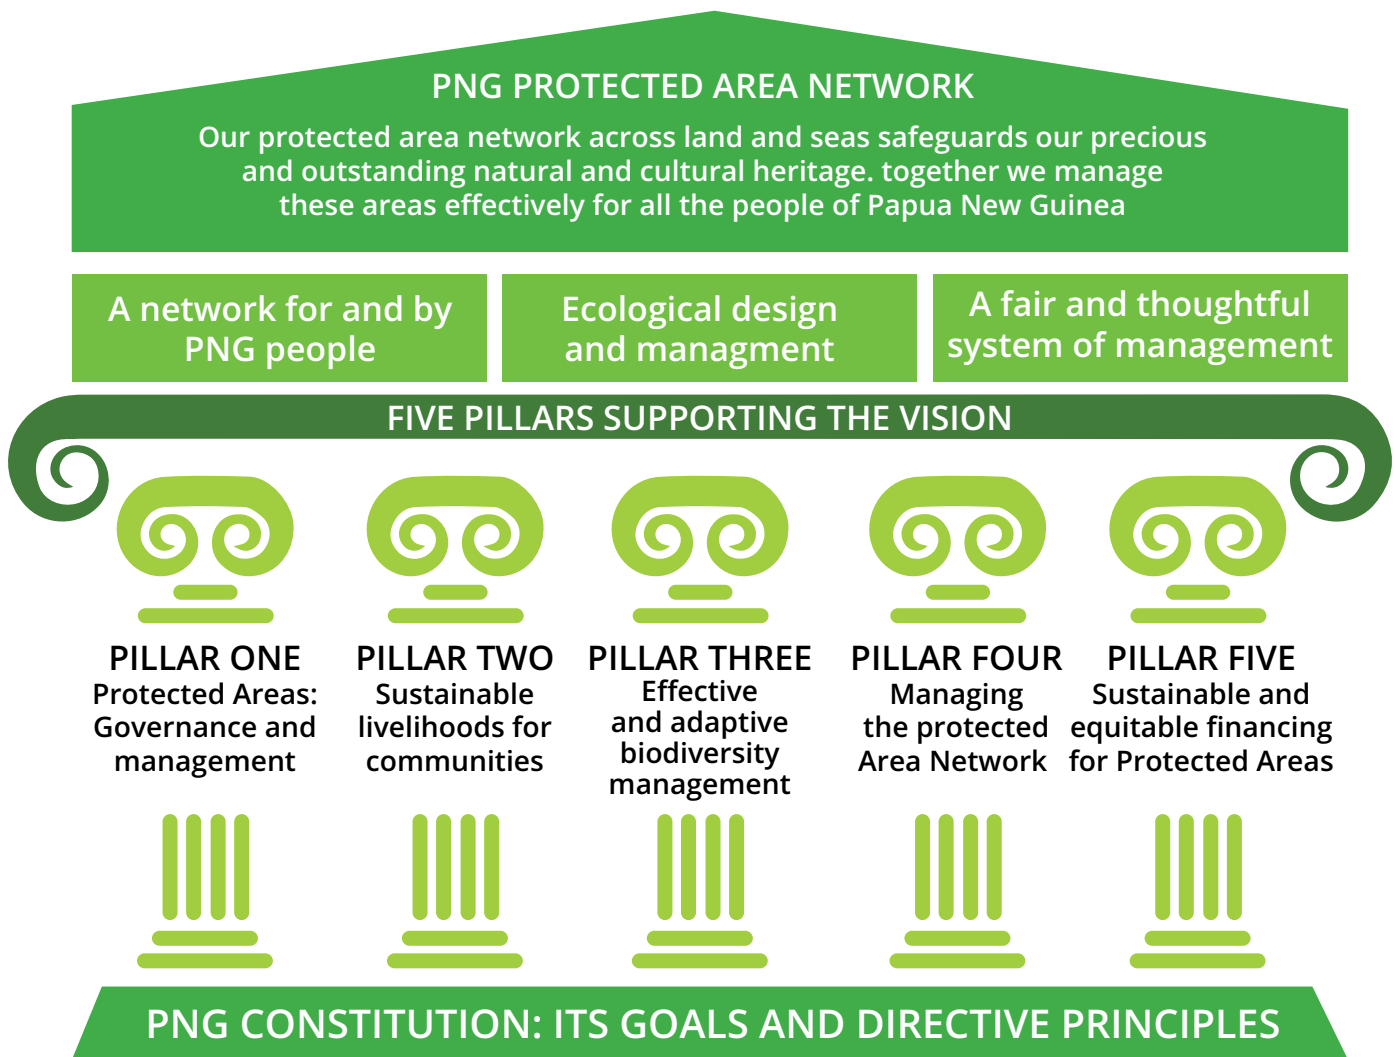 PNG PROTECTED AREA NETWORK
Our protected area network across land and seas safeguards our precious
and outstanding natural and cultural heritage. together we manage
these areas effectively for all the people of Papua New Guinea
A network for and by
PNG people
Ecological design
and managment
A fair and thoughtful
system of management
FIVE PILLARS SUPPORTING THE VISION
PILLAR ONE
Protected Areas:
Governance and
management
PILLAR TWO
Sustainable
livelihoods for
communities
PILLAR THREE
Effective
and adaptive
biodiversity
management
PILLAR FOUR
Managing
the protected
Area Network
PILLAR FIVE
Sustainable and
equitable financing
for Protected Areas
PNG CONSTITUTION: ITS GOALS AND DIRECTIVE PRINCIPLES